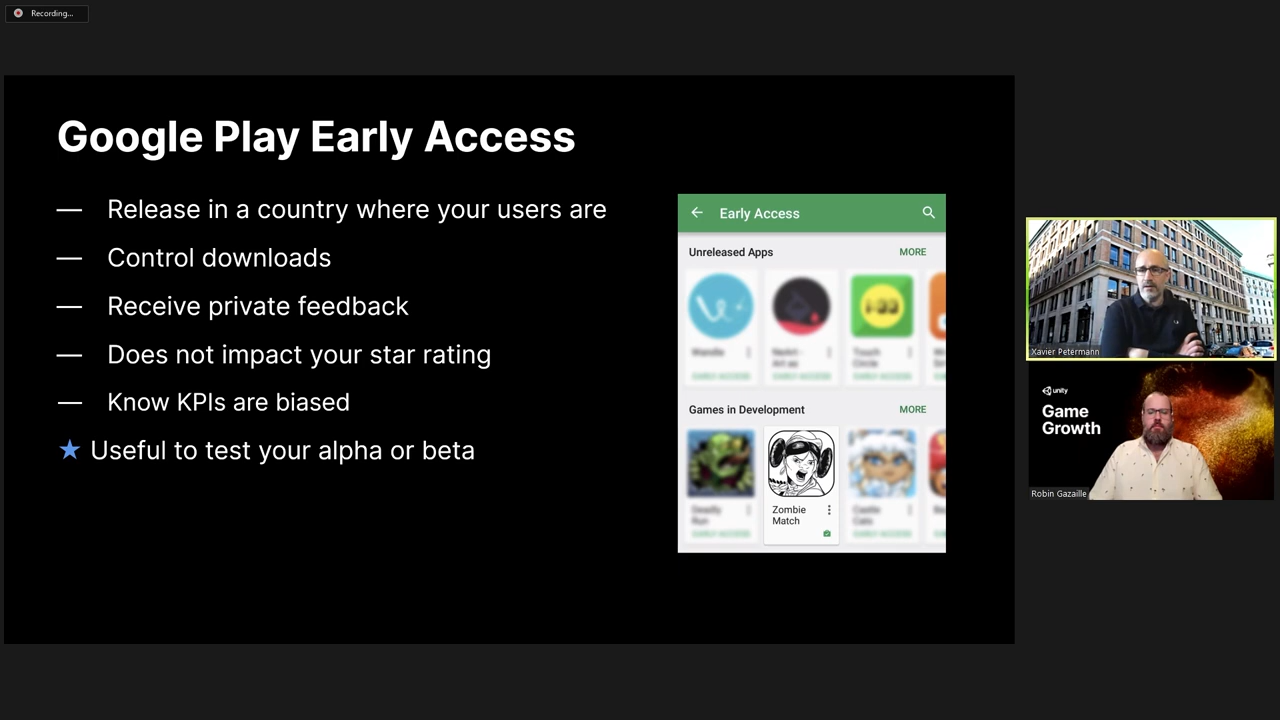 Recording...
Google Play Early Access
— Release in a country where your users are
— Control downloads
— Receive private feedback
— Does not impact your star rating
— Know KPIs are biased
★ Useful to test your alpha or beta
Early Access
Unreleased Apps MORE
Games in Development MORE
Zombie
Match
Xavier Petermann
unity
Game
Growth
Robin Gazaille